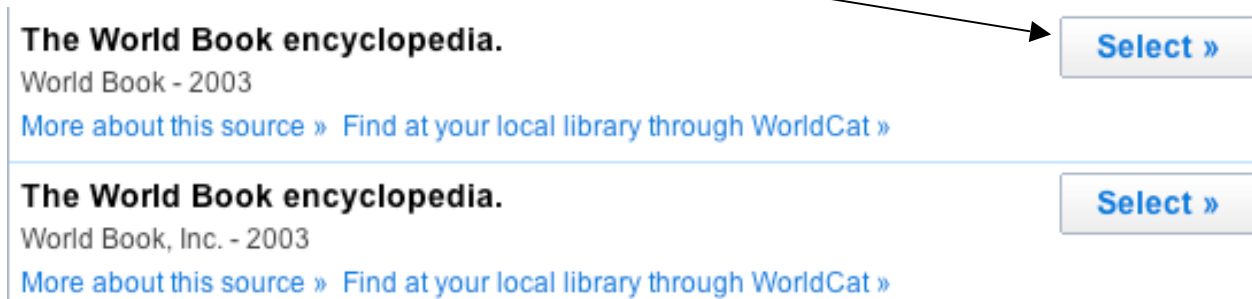 The World Book encyclopedia.
Select »
World Book - 2003
More about this source » Find at your local library through WorldCat »
The World Book encyclopedia.
Select »
World Book, Inc. - 2003
More about this source » Find at your local library through WorldCat »